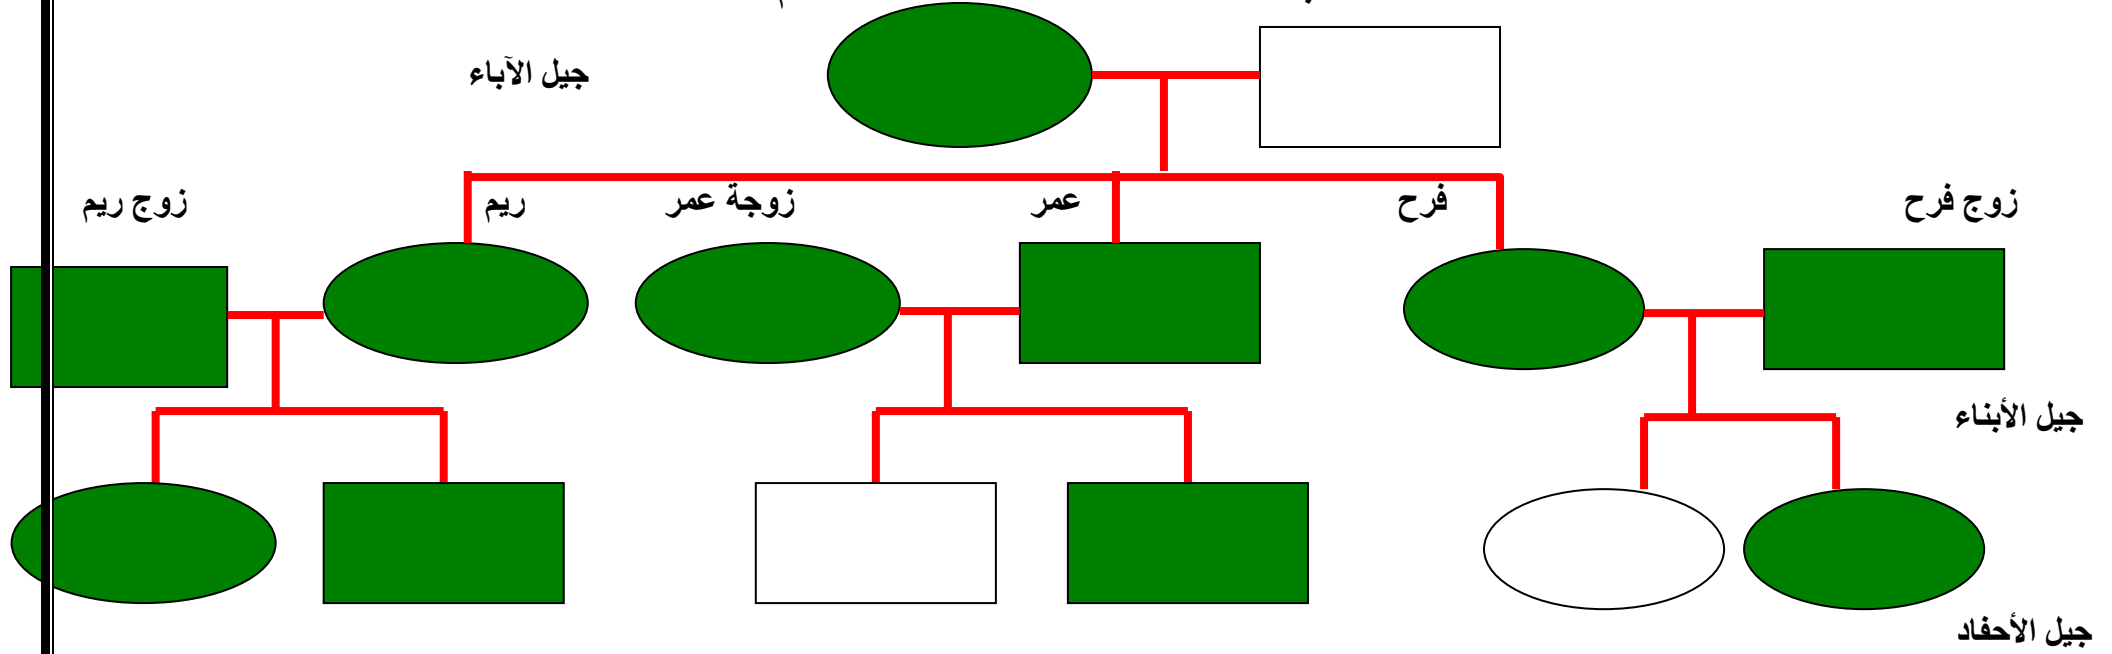 جيل الآباء
زوج فرح
فرح
عمر
زوجة عمر
ريم
زوج ريم
جيل الأبناء
جيل الأحفاد